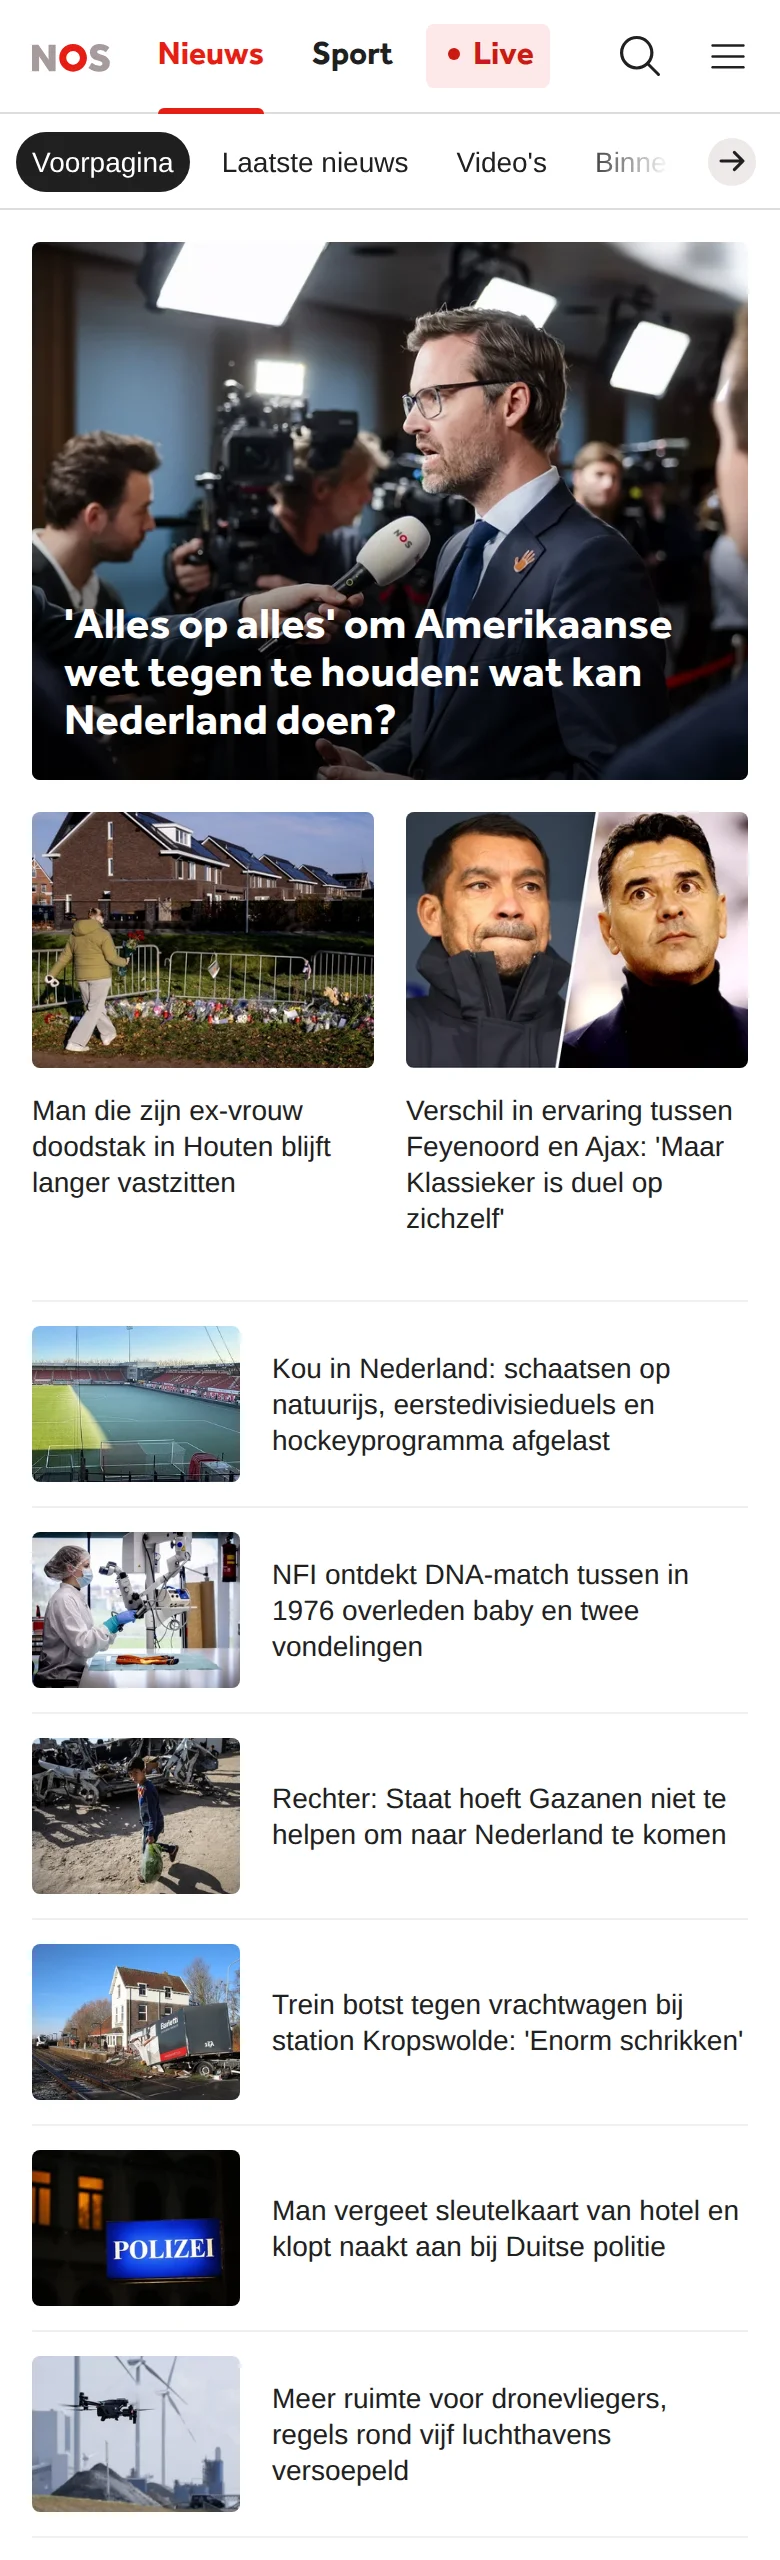 NOS Nieuws Sport Live
Voorpagina Laatste nieuws Video's Binne
NOS
'Alles op alles' om Amerikaanse
wet tegen te houden: wat kan
Nederland doen?
Man die zijn ex-vrouw
doodstak in Houten blijft
langer vastzitten
Verschil in ervaring tussen
Feyenoord en Ajax: 'Maar
Klassieker is duel op
zichzelf'
Kou in Nederland: schaatsen op
natuurijs, eerstedivisieduels en
hockeyprogramma afgelast
NFI ontdekt DNA-match tussen in
1976 overleden baby en twee
vondelingen
Rechter: Staat hoeft Gazanen niet te
helpen om naar Nederland te komen
Trein botst tegen vrachtwagen bij
station Kropswolde: 'Enorm schrikken'
POLIZEI
Man vergeet sleutelkaart van hotel en
klopt naakt aan bij Duitse politie
Meer ruimte voor dronevliegers,
regels rond vijf luchthavens
versoepeld